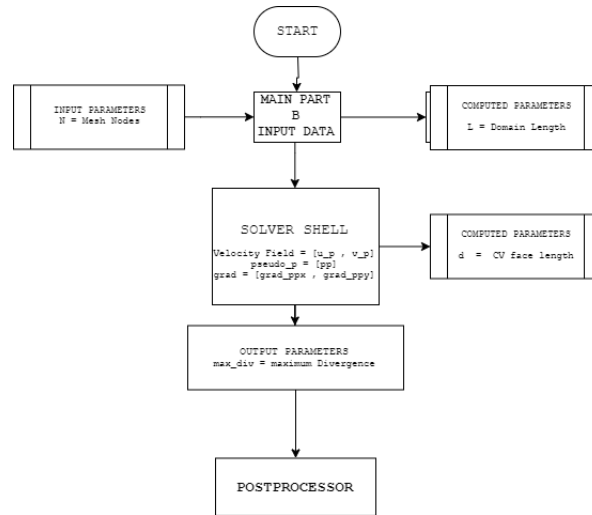 START
INPUT PARAMETERS
N = Mesh Nodes
MAIN PART
B
INPUT DATA
COMPUTED PARAMETERS
L = Domain Length
SOLVER SHELL
Velocity Field = [u_p , v_p]
pseudo_p = [pp]
grad = [grad_ppx , grad_ppy]
COMPUTED PARAMETERS
d = CV face length
OUTPUT PARAMETERS
max_div = maximum Divergence
POSTPROCESSOR